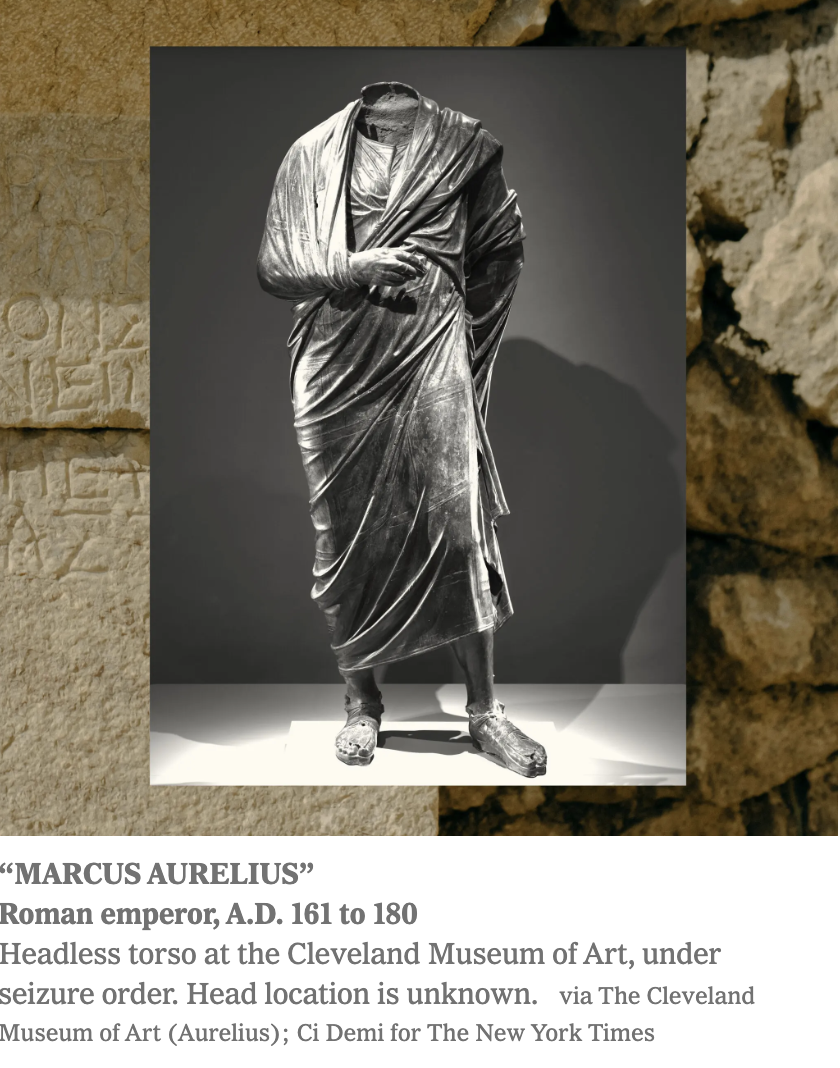 ΟΝΖ
“MARCUS AURELIUS”
Roman emperor, A.D. 161 to 180
Headless torso at the Cleveland Museum of Art, under
seizure order. Head location is unknown. via The Cleveland
Museum of Art (Aurelius); Ci Demi for The New York Times